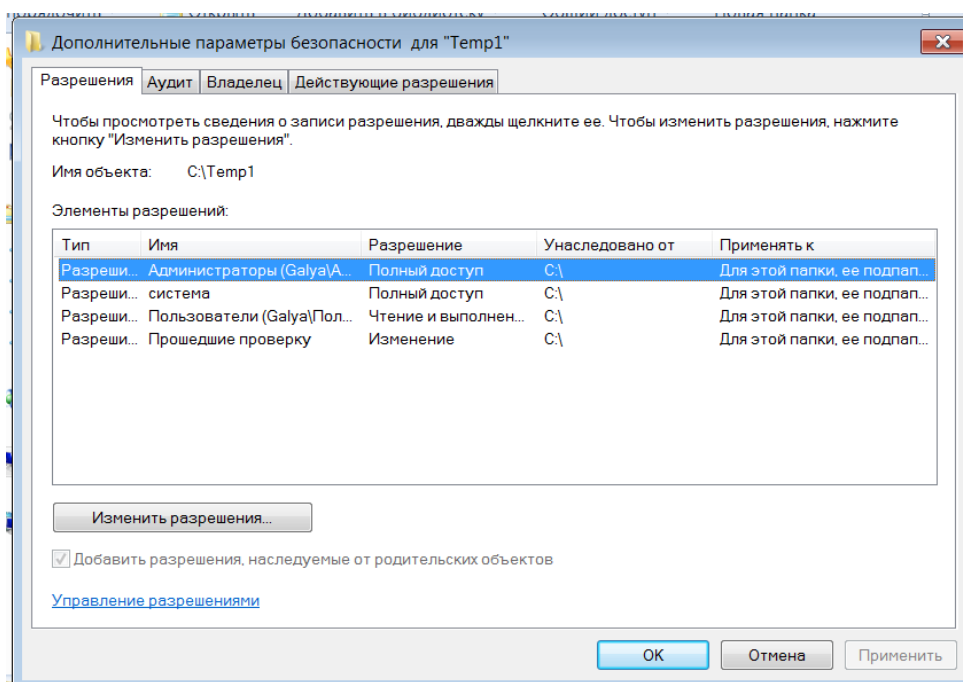 Дополнительные параметры безопасности для "Temp1"
Разрешения Аудит Владелец Действующие разрешения
Чтобы просмотреть сведения о записи разрешения, дважды щелкните ее. Чтобы изменить разрешения, нажмите
кнопку "Изменить разрешения".
Имя объекта: C:\Temp1
Элементы разрешений:
Тип Имя Разрешение Унаследовано от Применять к
Разреши... Администраторы (Galya\А... Полный доступ C:\ Для этой папки, ее подпап...
Разреши... система Полный доступ C:\ Для этой папки, ее подпап...
Разреши... Пользователи (Galya\Пол... Чтение и выполнен... C:\ Для этой папки, ее подпап...
Разреши... Прошедшие проверку Изменение C:\ Для этой папки, ее подпап...
Изменить разрешения...
Добавить разрешения, наследуемые от родительских объектов
Управление разрешениями
OK Отмена Применить